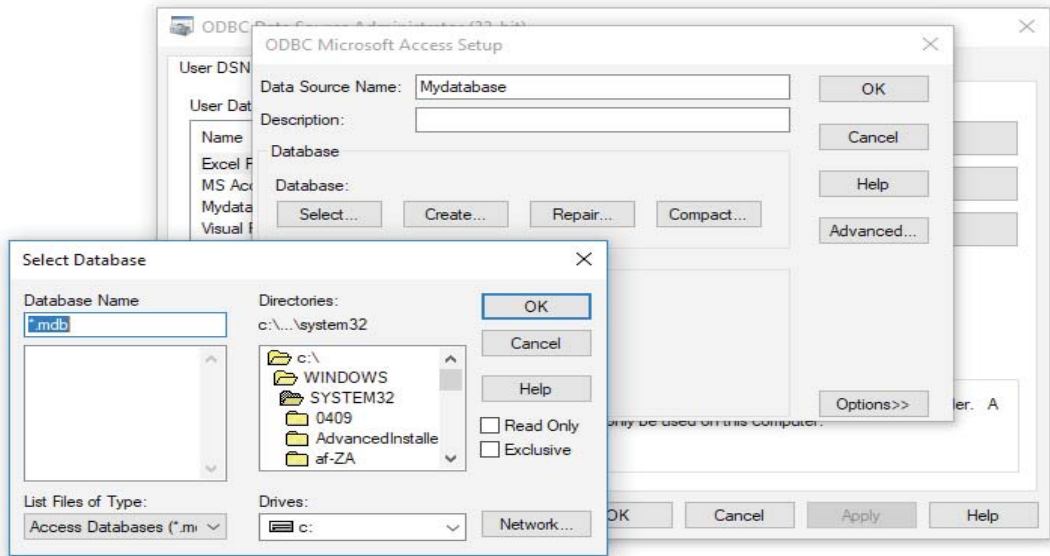 ODBC Data Source Administrator (32-bit)
User DSN
User Dat
Name
Excel F
MS Acc
Mydata
Visual F
ODBC Microsoft Access Setup
Data Source Name: Mydatabase
Description:
Database
Database:
Select... Create... Repair... Compact...
OK
Cancel
Help
Advanced...
Options>>
der. A
only be used on this computer.
OK Cancel Apply Help
Select Database
Database Name
*.mdb
List Files of Type:
Access Databases (*.m
Directories:
c:\...\system32
c:\
WINDOWS
SYSTEM32
0409
AdvancedInstalle
af-ZA
Drives:
c:
OK
Cancel
Help
Read Only
Exclusive
Network...